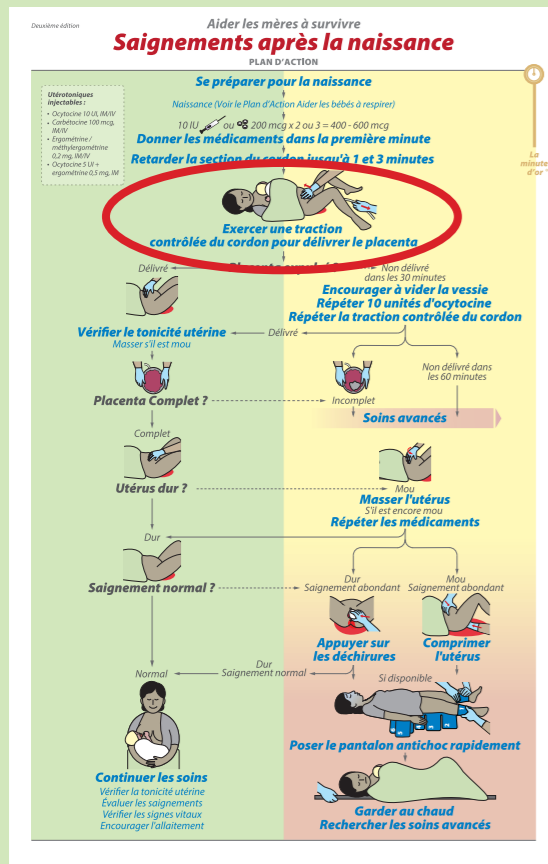 Deuxième édition
Aider les mères à survivre
Saignements après la naissance
PLAN D'ACTION
Utérotoniques
injectables :
• Ocytocine 10 UI, IM/IV
• Carbétocine 100 mcg,
IM/IV
• Ergométrine /
méthylergométrine
0,2 mg, IM/IV
• Ocytocine 5 UI +
ergométrine 0,5 mg, IM
Se préparer pour la naissance
Naissance (Voir le Plan d'Action Aider les bébés à respirer)
10 IU ou 200 mcg x 2 ou 3 = 400 - 600 mcg
Donner les médicaments dans la première minute
Retarder la section du cordon jusqu'à 1 et 3 minutes
La
minute
d'or
Exercer une traction
contrôlée du cordon pour délivrer le placenta
Délivré
Non délivré
dans les 30 minutes
Encourager à vider la vessie
Répéter 10 unités d'ocytocine
Répéter la traction contrôlée du cordon
Vérifier le tonicité utérine
Masser s'il est mou
Délivré
Non délivré dans
les 60 minutes
Placenta Complet ?
Incomplet
Soins avancés
Complet
Utérus dur ?
Mou
Masser l'utérus
S'il est encore mou
Répéter les médicaments
Dur
Saignement normal ?
Dur
Saignement abondant
Mou
Saignement abondant
Appuyer sur
les déchirures
Comprimer
l'utérus
Normal
Dur
Saignement normal
Si disponible
Poser le pantalon antichoc rapidement
Continuer les soins
Vérifier la tonicité utérine
Évaluer les saignements
Vérifier les signes vitaux
Encourager l'allaitement
Garder au chaud
Rechercher les soins avancés